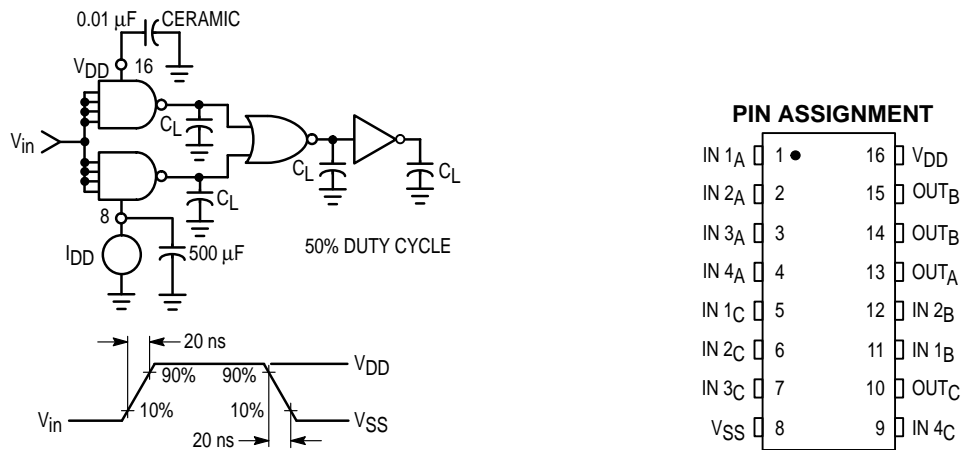 0.01 μF CERAMIC
VDD 16
Vin
CL
CL
CL
CL
8
IDD
500 μF
50% DUTY CYCLE
20 ns
90% 90% VDD
10% 10%
Vin VSS
20 ns
PIN ASSIGNMENT
IN 1A 1 16 VDD
IN 2A 2 15 OUTB
IN 3A 3 14 OUTB
IN 4A 4 13 OUTA
IN 1C 5 12 IN 2B
IN 2C 6 11 IN 1B
IN 3C 7 10 OUTC
VSS 8 9 IN 4C